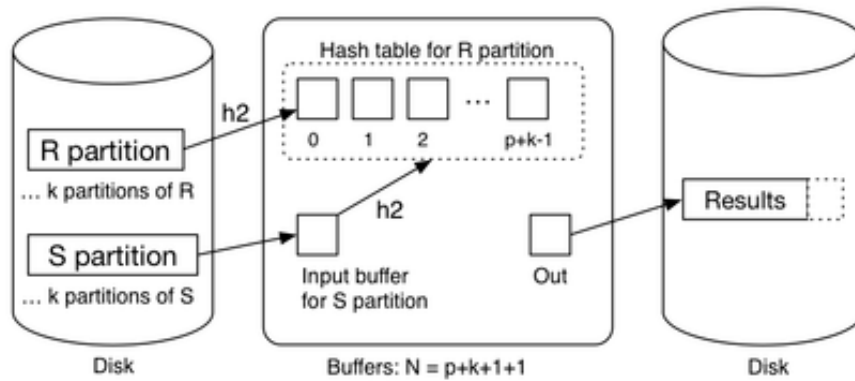 Hash table for R partition
h2
R partition
0 1 2 ... p+k-1
... k partitions of R
h2
Results
S partition
Input buffer
for S partition
Out
... k partitions of S
Disk
Buffers: N = p+k+1+1
Disk